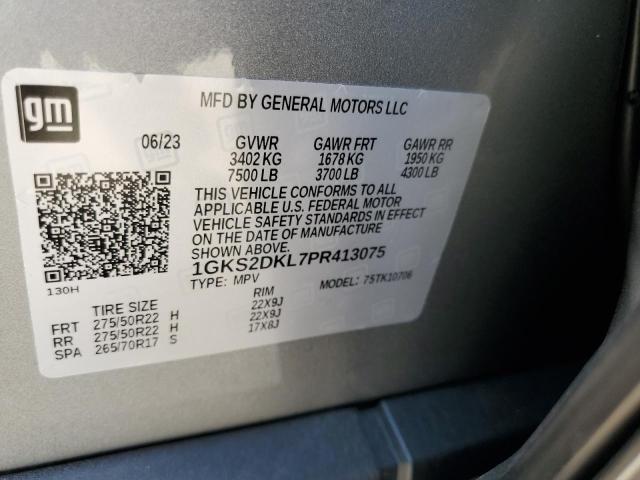 gm
MFD BY GENERAL MOTORS LLC
06/23 GVWR GAWR FRT GAWR RR
3402 KG 1678 KG 1950 KG
7500 LB 3700 LB 4300 LB
THIS VEHICLE CONFORMS TO ALL
APPLICABLE U.S. FEDERAL MOTOR
VEHICLE SAFETY STANDARDS IN EFFECT
ON THE DATE OF MANUFACTURE
SHOWN ABOVE.
1GKS2DKL7PR413075
130H TYPE: MPV MODEL: 75TK10706
TIRE SIZE RIM
FRT 275/50R22 H 22X9J
RR 275/50R22 H 22X9J
SPA 265/70R17 S 17X8J